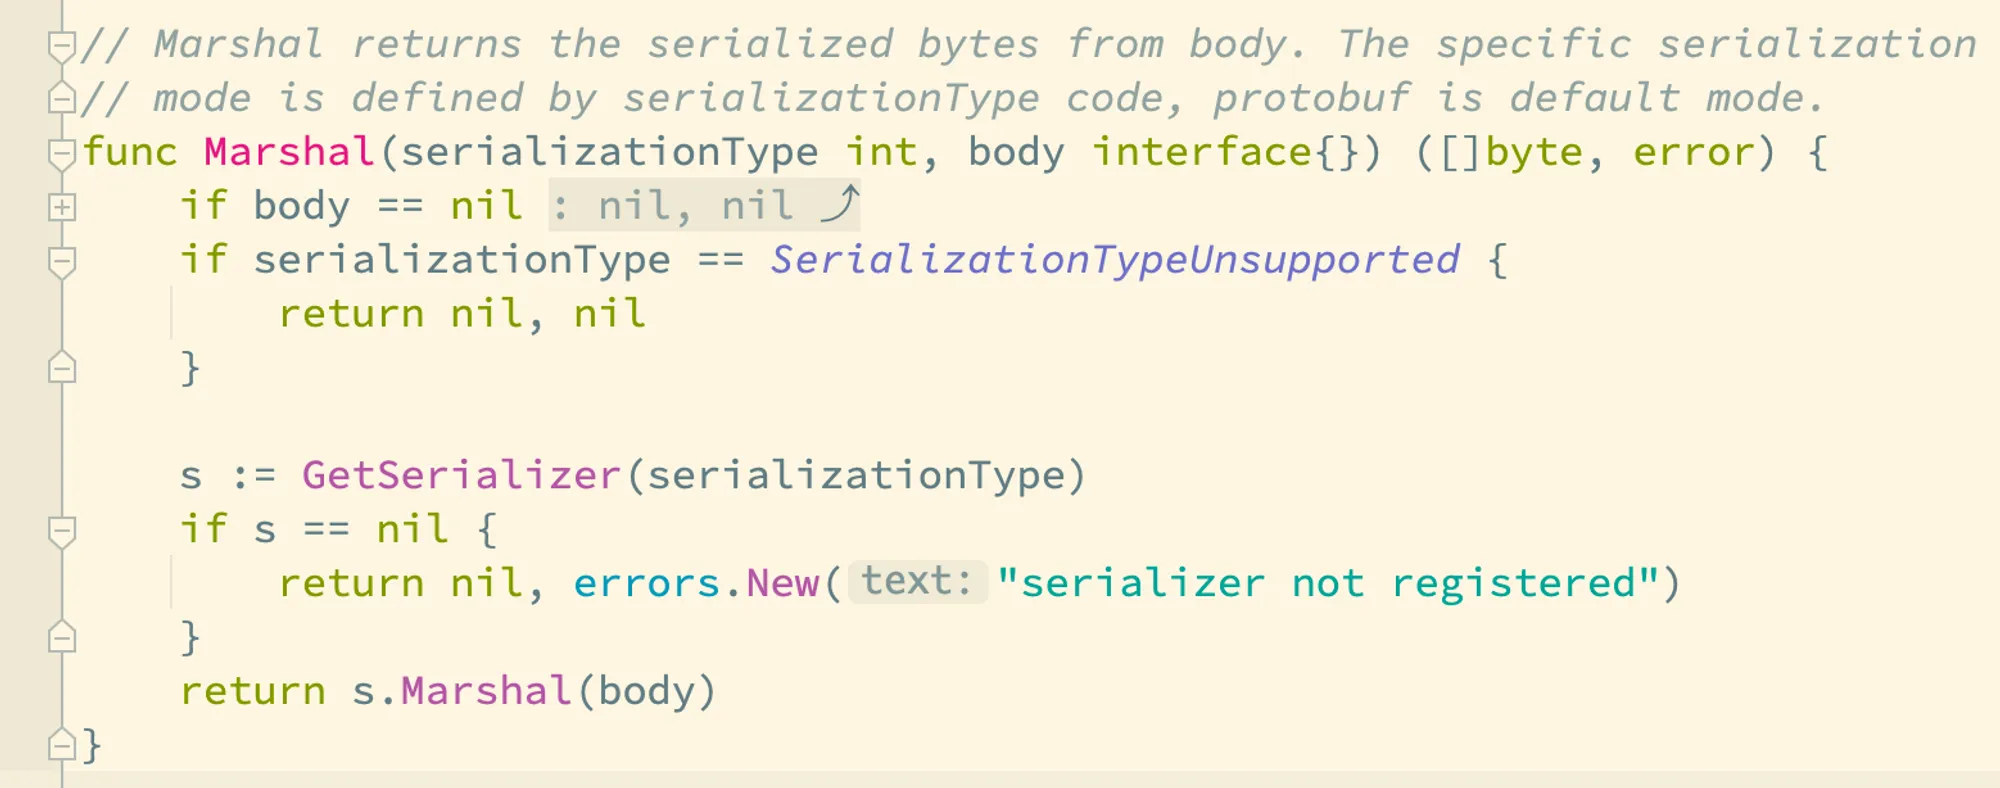 // Marshal returns the serialized bytes from body. The specific serialization
// mode is defined by serializationType code, protobuf is default mode.
func Marshal(serializationType int, body interface{}) ([]byte, error) {
    if body == nil : nil, nil ⤴
    if serializationType == SerializationTypeUnsupported {
        return nil, nil
    }

    s := GetSerializer(serializationType)
    if s == nil {
        return nil, errors.New( text: "serializer not registered")
    }
    return s.Marshal(body)
}